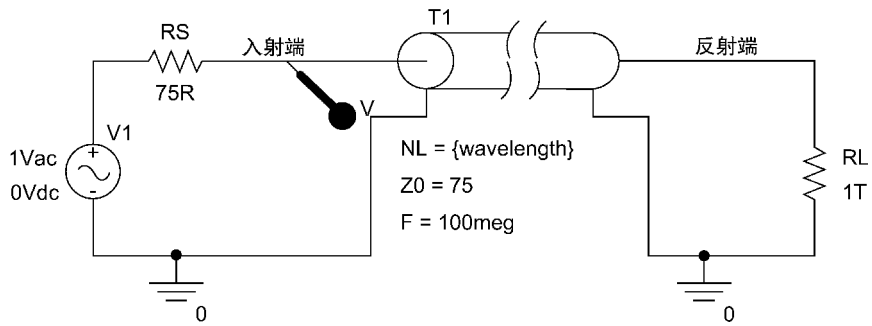 T1
RS
入射端
反射端
75R
V
V1
1Vac
0Vdc
+
-
NL = {wavelength}
Z0 = 75
F = 100meg
RL
1T
0
0